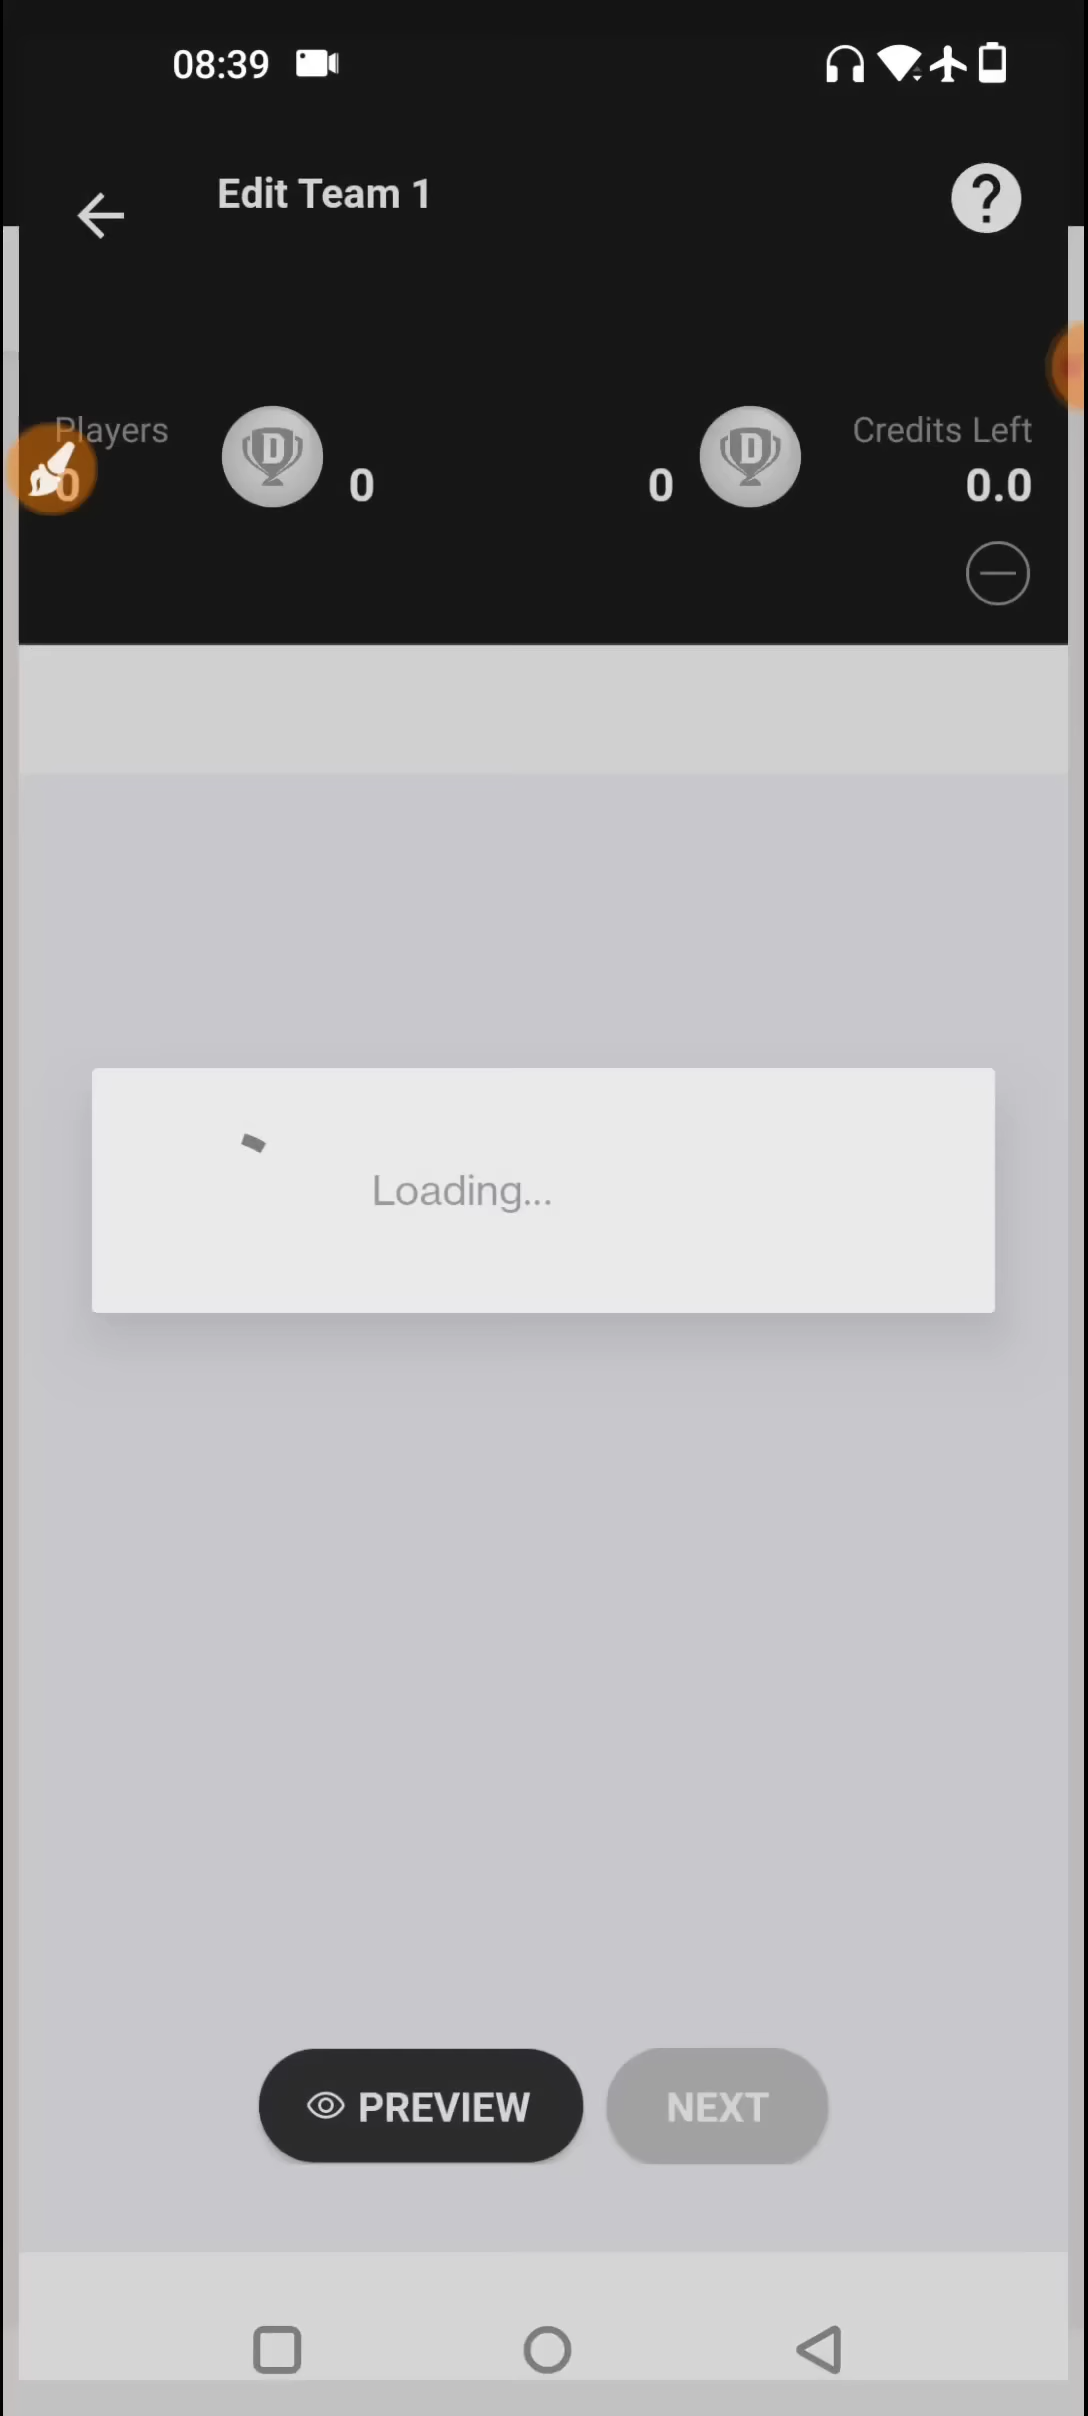 08:39
Edit Team 1
?
Players
Credits Left
0
D
0
0
D
0.0
Loading...
PREVIEW
NEXT